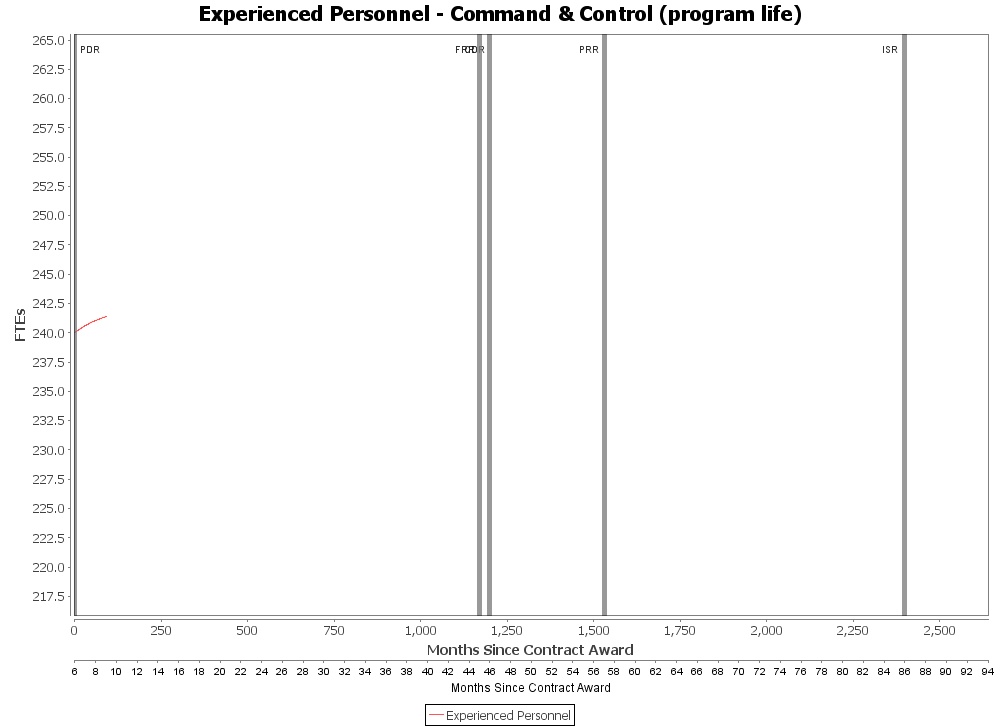 Experienced Personnel - Command & Control (program life)
265.0
PDR FRR CDR PRR ISR
262.5
260.0
257.5
255.0
252.5
250.0
247.5
245.0
242.5
FTEs
240.0
237.5
235.0
232.5
230.0
227.5
225.0
222.5
220.0
217.5
0 250 500 750 1,000 1,250 1,500 1,750 2,000 2,250 2,500
Months Since Contract Award
6 8 10 12 14 16 18 20 22 24 26 28 30 32 34 36 38 40 42 44 46 48 50 52 54 56 58 60 62 64 66 68 70 72 74 76 78 80 82 84 86 88 90 92 94
Months Since Contract Award
Experienced Personnel